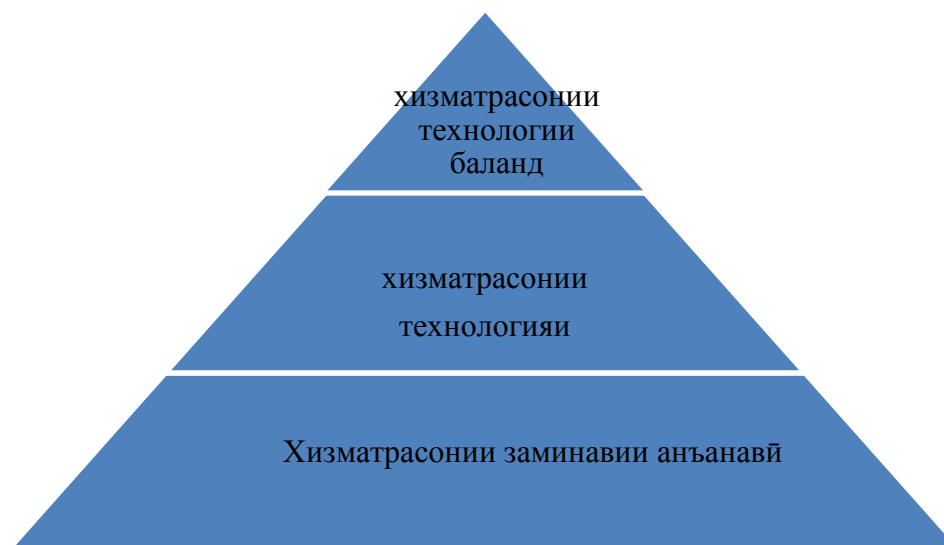 хизматрасонии
технологии
баланд
хизматрасонии
технологияи
Хизматрасонии заминавии анъанавӣ